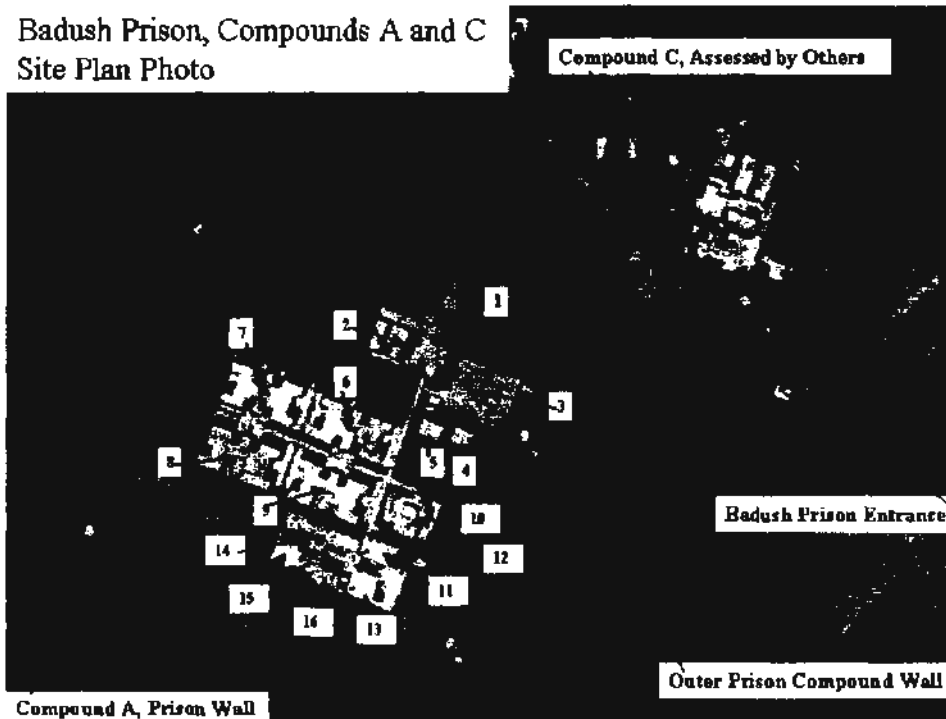 Badush Prison, Compounds A and C
Site Plan Photo
Compound C, Assessed by Others
1
2
7
6
3
5
4
8
9
10
Badush Prison Entrance
14
12
11
15
16
13
Outer Prison Compound Wall
Compound A, Prison Wall